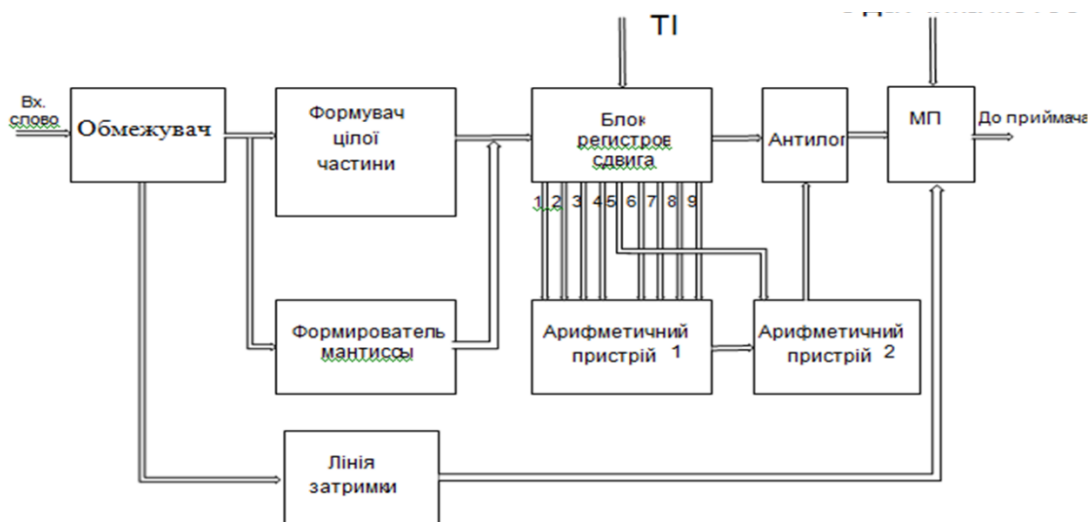 ТІ
Вх.
слово
Обмежувач
Формувач
цілої
частини
Блок
регистров
сдвига
Антилог
МП
До приймача
1 2 3 4 5 6 7 8 9
Формирователь
мантиссы
Арифметичний
пристрій 1
Арифметичний
пристрій 2
Лінія
затримки